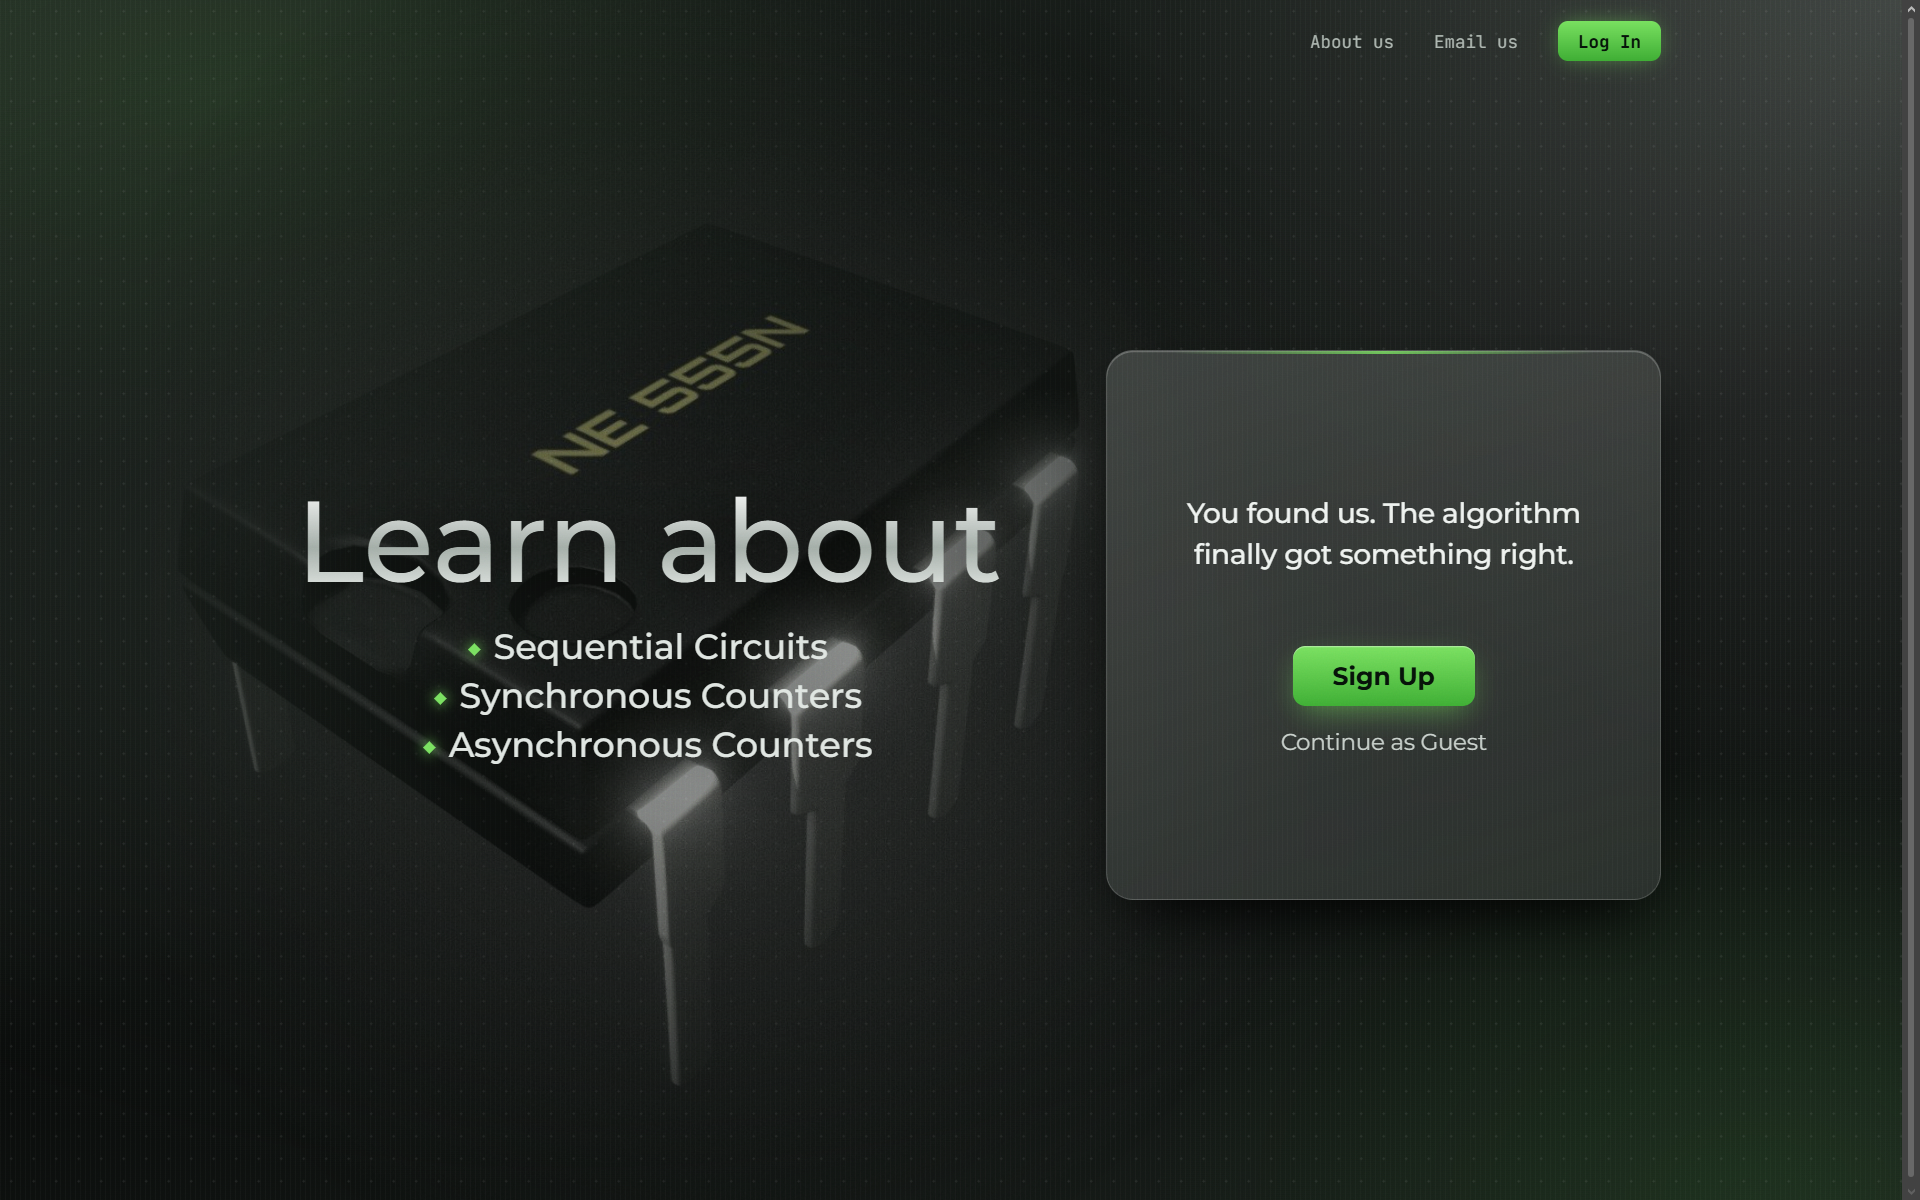 About us
Email us
Log In
NE 555N
Learn about
Sequential Circuits
Synchronous Counters
Asynchronous Counters
You found us. The algorithm
finally got something right.
Sign Up
Continue as Guest